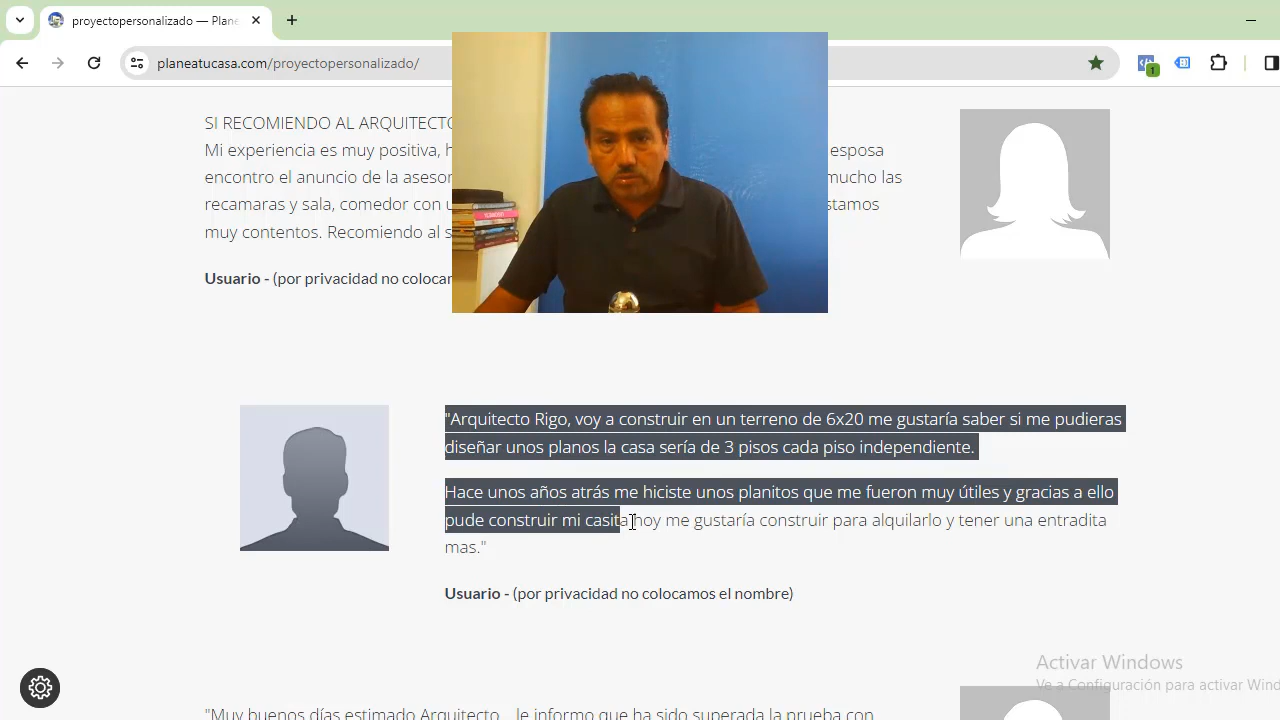 proyectopersonalizado — Plane
planeatucasa.com/proyectopersonalizado/
1
SI RECOMIENDO AL ARQUITECTO
Mi experiencia es muy positiva, esposa
encontro el anuncio de la mucho las
recamaras y sala, comedor con
muy contentos. Recomiendo al
Usuario - (por privacidad no
"Arquitecto Rigo, voy a construir en un terreno de 6x20 me gustaría saber si me pudieras
diseñar unos planos la casa sería de 3 pisos cada piso independiente.
Hace unos años atrás me hiciste unos planitos que me fueron muy útiles y gracias a ello
pude construir mi casita hoy me gustaría construir para alquilarlo y tener una entradita
mas."
Usuario - (por privacidad no colocamos el nombre)
Activar Windows
Ve a Configuración para activar Wind
"Muy buenos días estimado Arquitecto... le informo que ha sido superada la prueba con